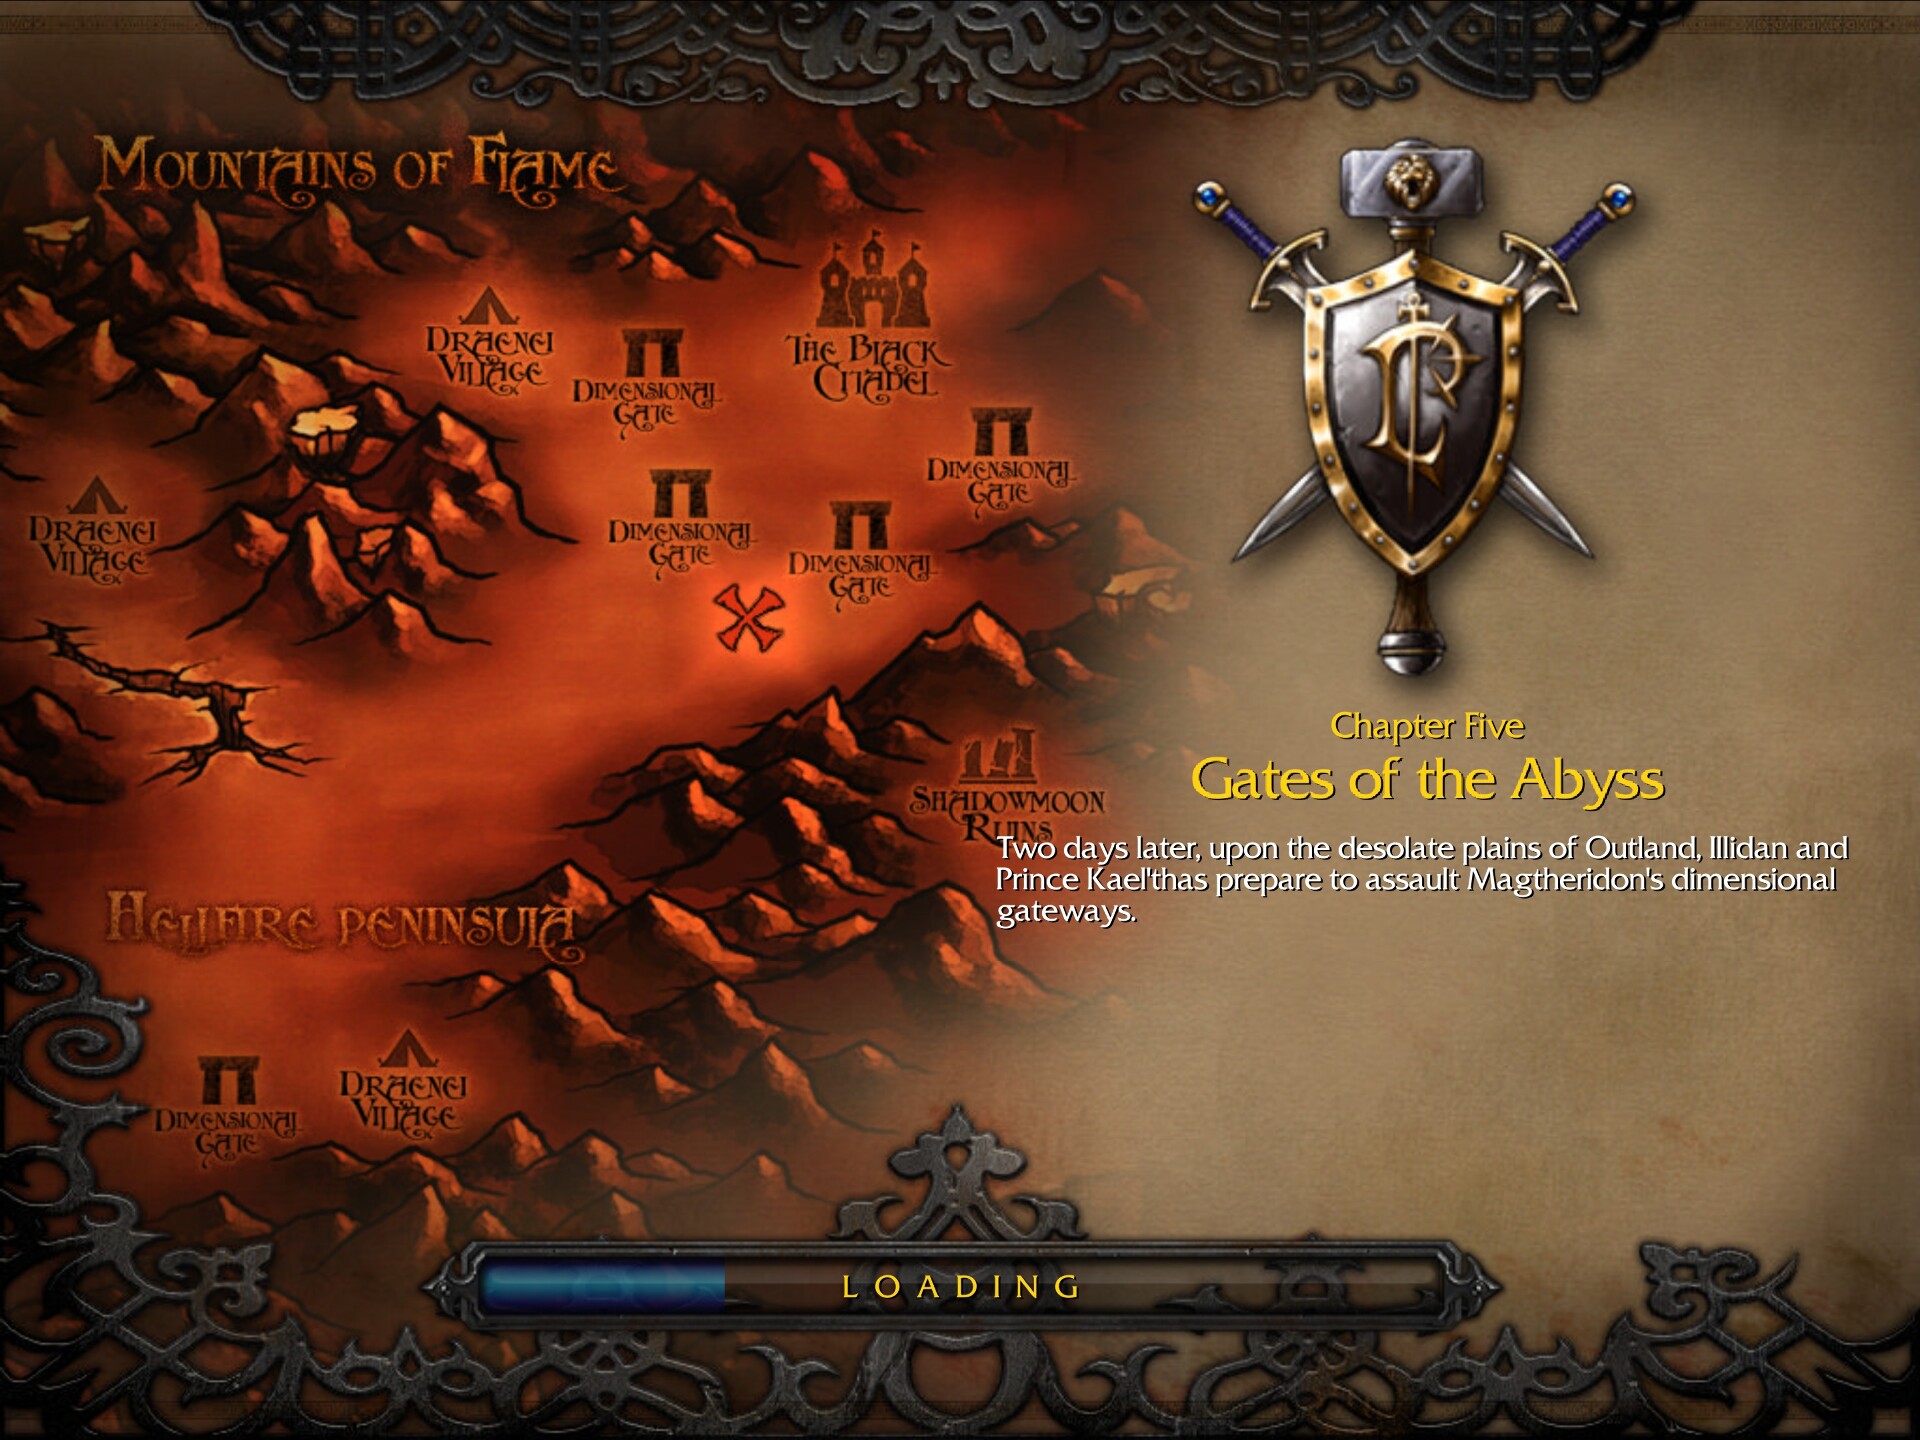 Mountains of Flame
Draenei
Village
Dimensional
Gate
The Black
Citadel
Dimensional
Gate
Draenei
Village
Dimensional
Gate
Dimensional
Gate
Shadowmoon
Ruins
Hellfire Peninsula
Dimensional
Gate
Draenei
Village
Chapter Five
Gates of the Abyss
Two days later, upon the desolate plains of Outland, Illidan and
Prince Kael'thas prepare to assault Magtheridon's dimensional
gateways.
LOADING